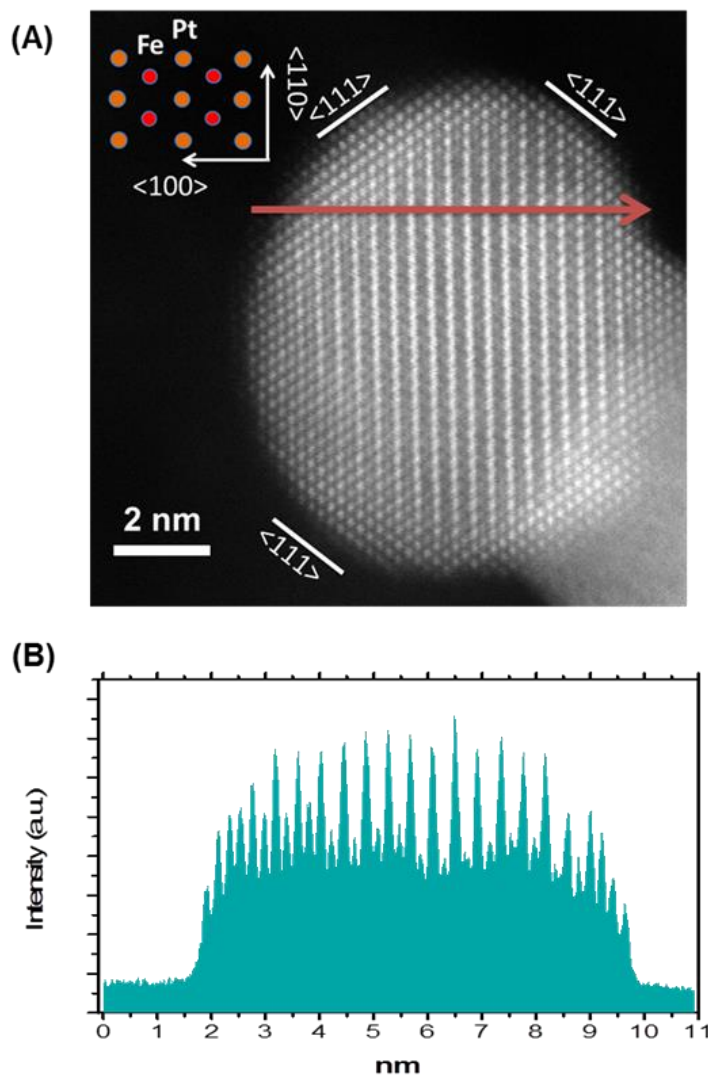 (A)
Fe Pt
<110>
<100>
<111>
<111>
<111>
2 nm
(B)
Intensity (a.u.)
0 1 2 3 4 5 6 7 8 9 10 11
nm